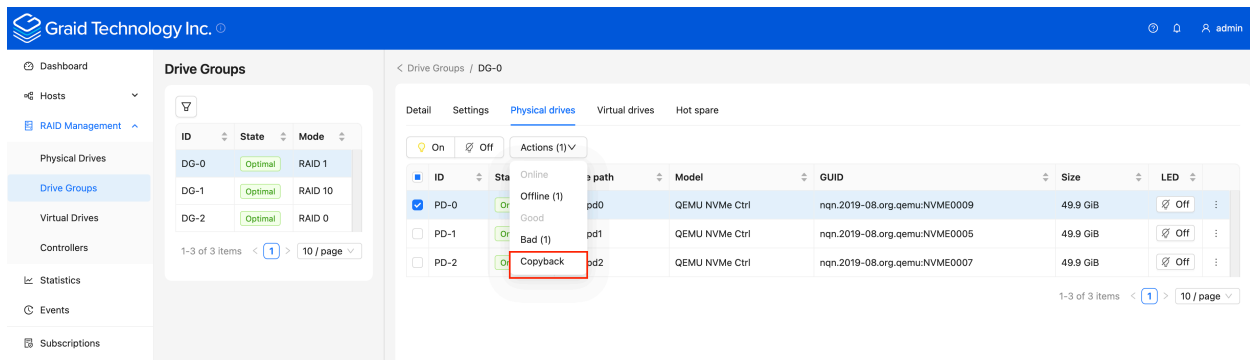 Graid Technology Inc.
admin
Dashboard
Hosts
RAID Management
Physical Drives
Drive Groups
Virtual Drives
Controllers
Statistics
Events
Subscriptions
Drive Groups
ID State Mode
DG-0 Optimal RAID 1
DG-1 Optimal RAID 10
DG-2 Optimal RAID 0
1-3 of 3 items < 1 > 10 / page
< Drive Groups / DG-0
Detail Settings Physical drives Virtual drives Hot spare
On Off Actions (1)
Online
Offline (1)
Good
Bad (1)
Copyback
ID Sta e path Model GUID Size LED
PD-0 pd0 QEMU NVMe Ctrl nqn.2019-08.org.qemu:NVME0009 49.9 GiB Off
PD-1 pd1 QEMU NVMe Ctrl nqn.2019-08.org.qemu:NVME0005 49.9 GiB Off
PD-2 pd2 QEMU NVMe Ctrl nqn.2019-08.org.qemu:NVME0007 49.9 GiB Off
1-3 of 3 items < 1 > 10 / page